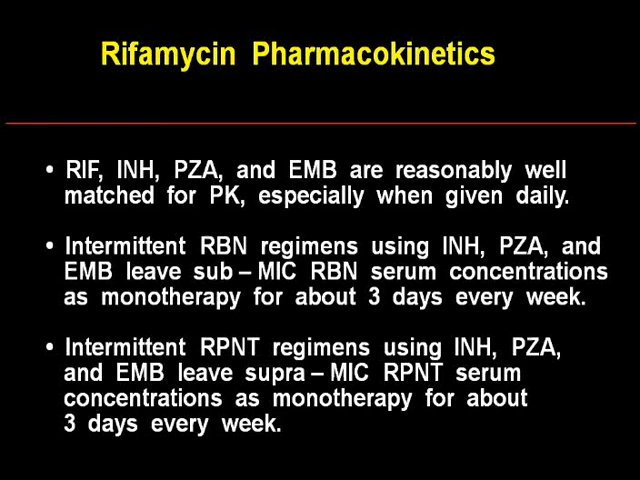 Rifamycin Pharmacokinetics
• RIF, INH, PZA, and EMB are reasonably well
matched for PK, especially when given daily.
• Intermittent RBN regimens using INH, PZA, and
EMB leave sub – MIC RBN serum concentrations
as monotherapy for about 3 days every week.
• Intermittent RPNT regimens using INH, PZA,
and EMB leave supra – MIC RPNT serum
concentrations as monotherapy for about
3 days every week.